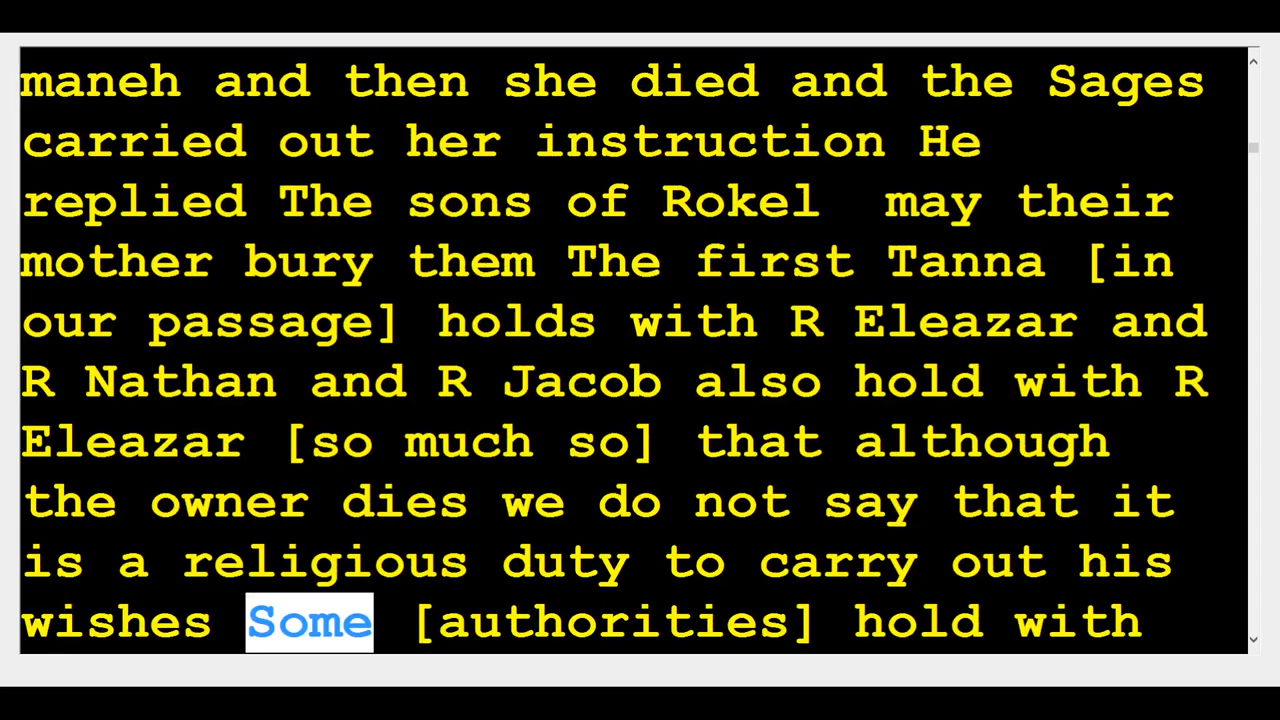 maneh and then she died and the Sages
carried out her instruction He
replied The sons of Rokel  may their
mother bury them The first Tanna [in
our passage] holds with R Eleazar and
R Nathan and R Jacob also hold with R
Eleazar [so much so] that although
the owner dies we do not say that it
is a religious duty to carry out his
wishes Some [authorities] hold with